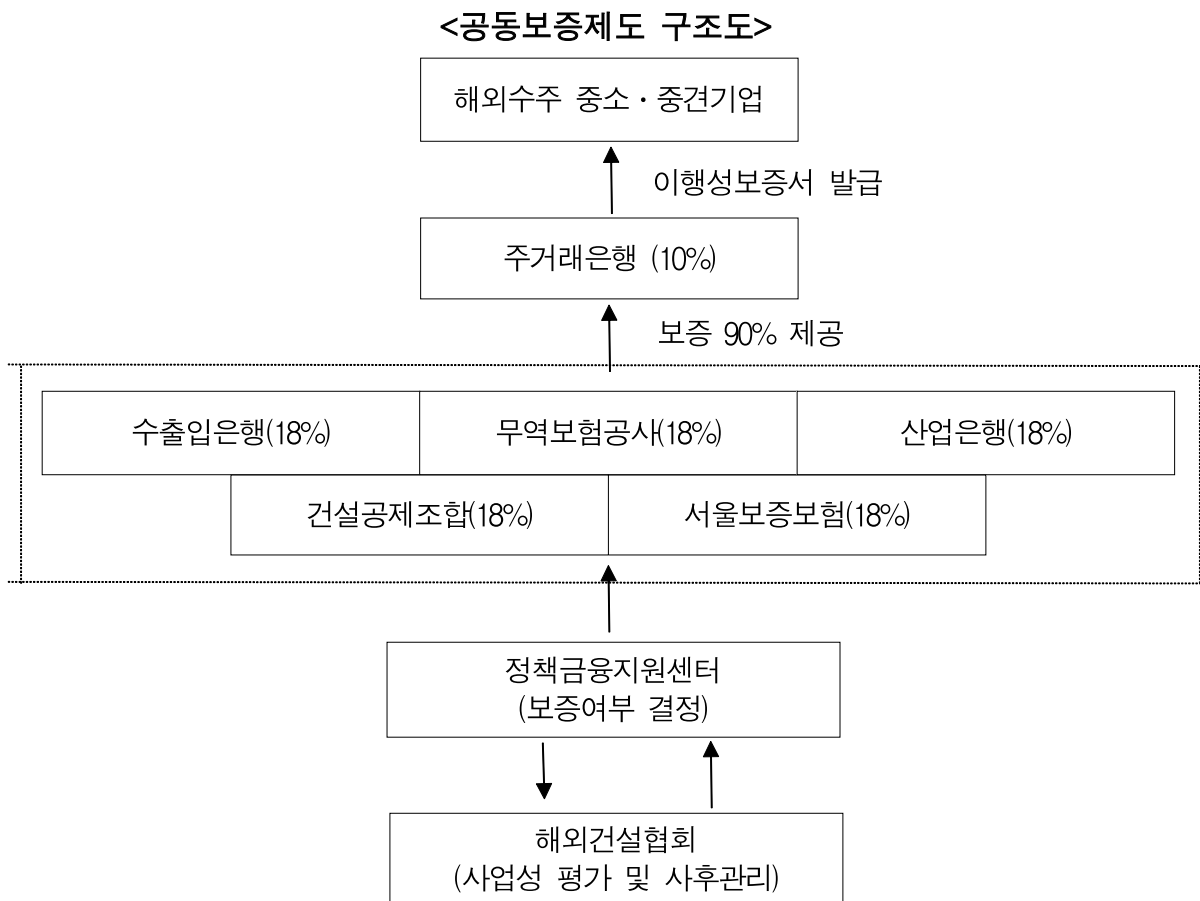 <공동보증제도 구조도>
해외수주 중소 · 중견기업
이행성보증서 발급
주거래은행 (10%)
보증 90% 제공
수출입은행(18%)
무역보험공사(18%)
산업은행(18%)
건설공제조합(18%)
서울보증보험(18%)
정책금융지원센터
(보증여부 결정)
해외건설협회
(사업성 평가 및 사후관리)